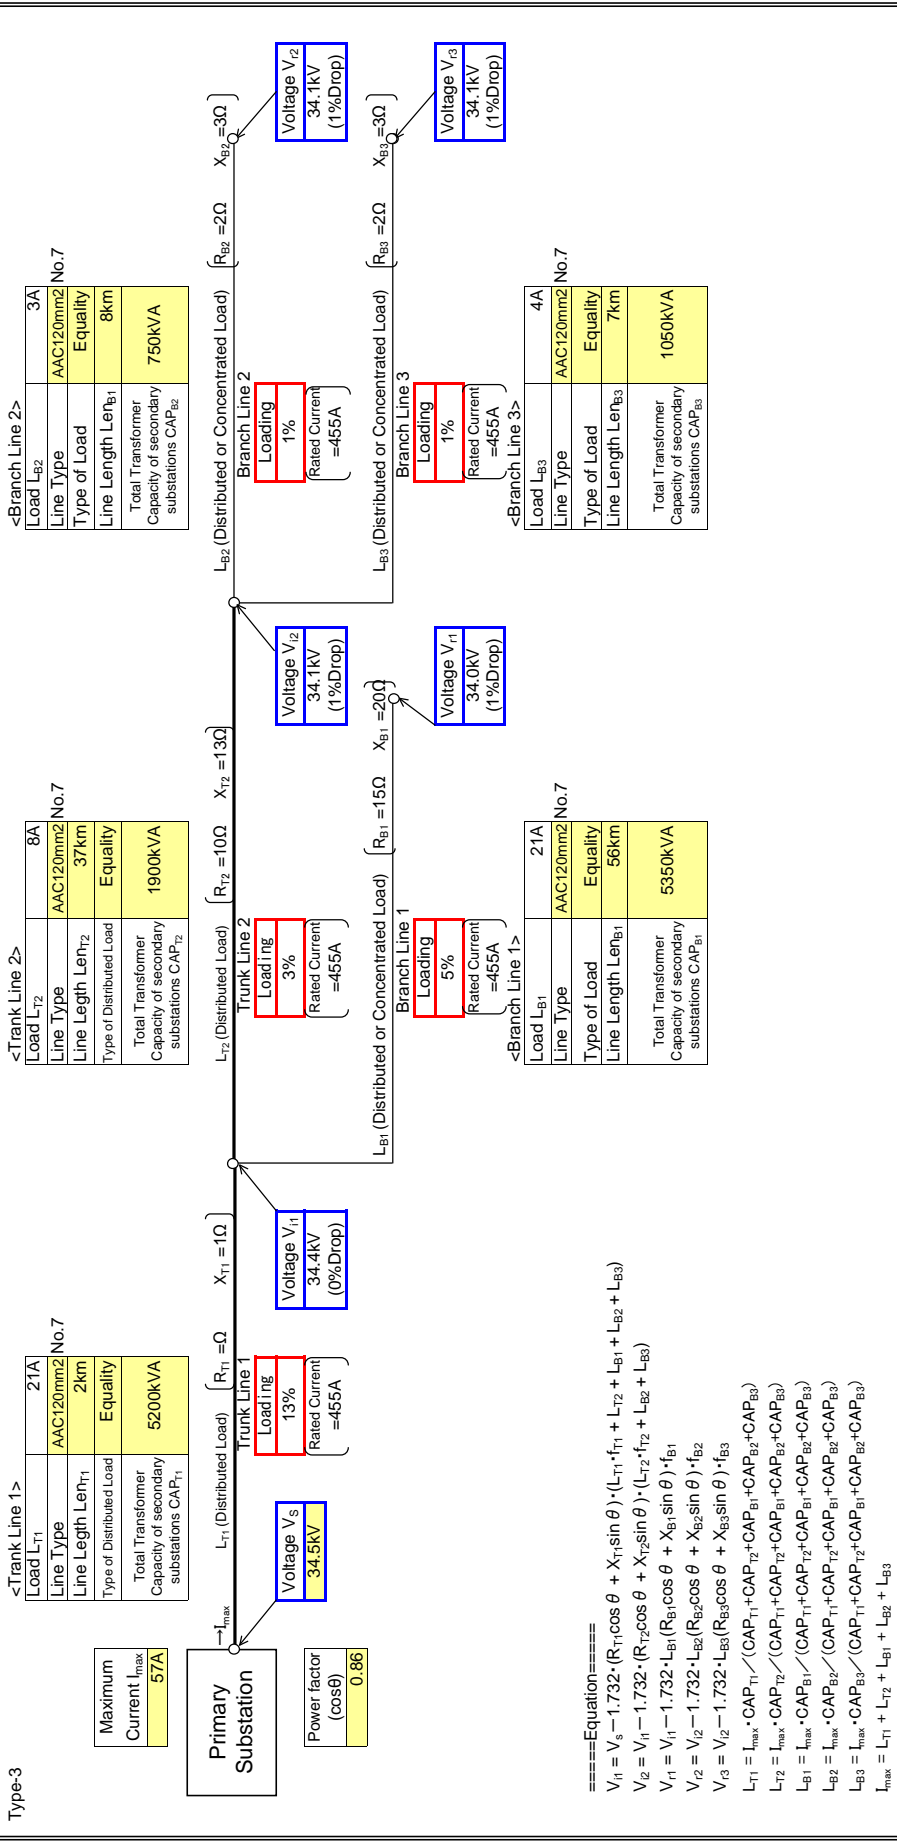 Type-3
Maximum
Current Imax
57A
Primary
Substation
Power factor
(cosθ)
0.86
→Imax
Voltage VS
34.5kV
<Trank Line 1>
Load LT1 21A
Line Type AAC120mm2 No.7
Line Legth LenT1 2km
Type of Distributed Load Equality
Total Transformer
Capacity of secondary
substations CAPT1
5200kVA
LT1 (Distributed Load)
RT1 =Ω XT1 =1Ω
Trunk Line 1
Loading
13%
Rated Current
=455A
Voltage Vi1
34.4kV
(0%Drop)
<Trank Line 2>
Load LT2 8A
Line Type AAC120mm2 No.7
Line Legth LenT2 37km
Type of Distributed Load Equality
Total Transformer
Capacity of secondary
substations CAPT2
1900kVA
LT2 (Distributed Load)
RT2 =10Ω XT2 =13Ω
Trunk Line 2
Loading
3%
Rated Current
=455A
Voltage Vi2
34.1kV
(1%Drop)
LB1 (Distributed or Concentrated Load)
RB1 =15Ω XB1 =20Ω
Branch Line 1
Loading
5%
Rated Current
=455A
Voltage Vr1
34.0kV
(1%Drop)
<Branch Line 1>
Load LB1 21A
Line Type AAC120mm2 No.7
Type of Load Equality
Line Length LenB1 56km
Total Transformer
Capacity of secondary
substations CAPB1
5350kVA
<Branch Line 2>
Load LB2 3A
Line Type AAC120mm2 No.7
Type of Load Equality
Line Length LenB1 8km
Total Transformer
Capacity of secondary
substations CAPB2
750kVA
LB2 (Distributed or Concentrated Load)
RB2 =2Ω XB2 =3Ω
Branch Line 2
Loading
1%
Rated Current
=455A
Voltage Vr2
34.1kV
(1%Drop)
LB3 (Distributed or Concentrated Load)
RB3 =2Ω XB3 =3Ω
Branch Line 3
Loading
1%
Rated Current
=455A
Voltage Vr3
34.1kV
(1%Drop)
<Branch Line 3>
Load LB3 4A
Line Type AAC120mm2 No.7
Type of Load Equality
Line Length LenB3 7km
Total Transformer
Capacity of secondary
substations CAPB3
1050kVA
=====Equation=====
Vi1 = Vs－1.732・(RT1cos θ + XT1sin θ)・(LT1・fT1 + LT2 + LB1 + LB2 + LB3)
Vi2 = Vi1－1.732・(RT2cos θ + XT2sin θ)・(LT2・fT2 + LB2 + LB3)
Vr1 = Vi1－1.732・LB1(RB1cos θ + XB1sin θ)・fB1
Vr2 = Vi2－1.732・LB2(RB2cos θ + XB2sin θ)・fB2
Vr3 = Vi2－1.732・LB3(RB3cos θ + XB3sin θ)・fB3
LT1 = Imax・CAPT1／(CAPT1+CAPT2+CAPB1+CAPB2+CAPB3)
LT2 = Imax・CAPT2／(CAPT1+CAPT2+CAPB1+CAPB2+CAPB3)
LB1 = Imax・CAPB1／(CAPT1+CAPT2+CAPB1+CAPB2+CAPB3)
LB2 = Imax・CAPB2／(CAPT1+CAPT2+CAPB1+CAPB2+CAPB3)
LB3 = Imax・CAPB3／(CAPT1+CAPT2+CAPB1+CAPB2+CAPB3)
Imax = LT1 + LT2 + LB1 + LB2 + LB3